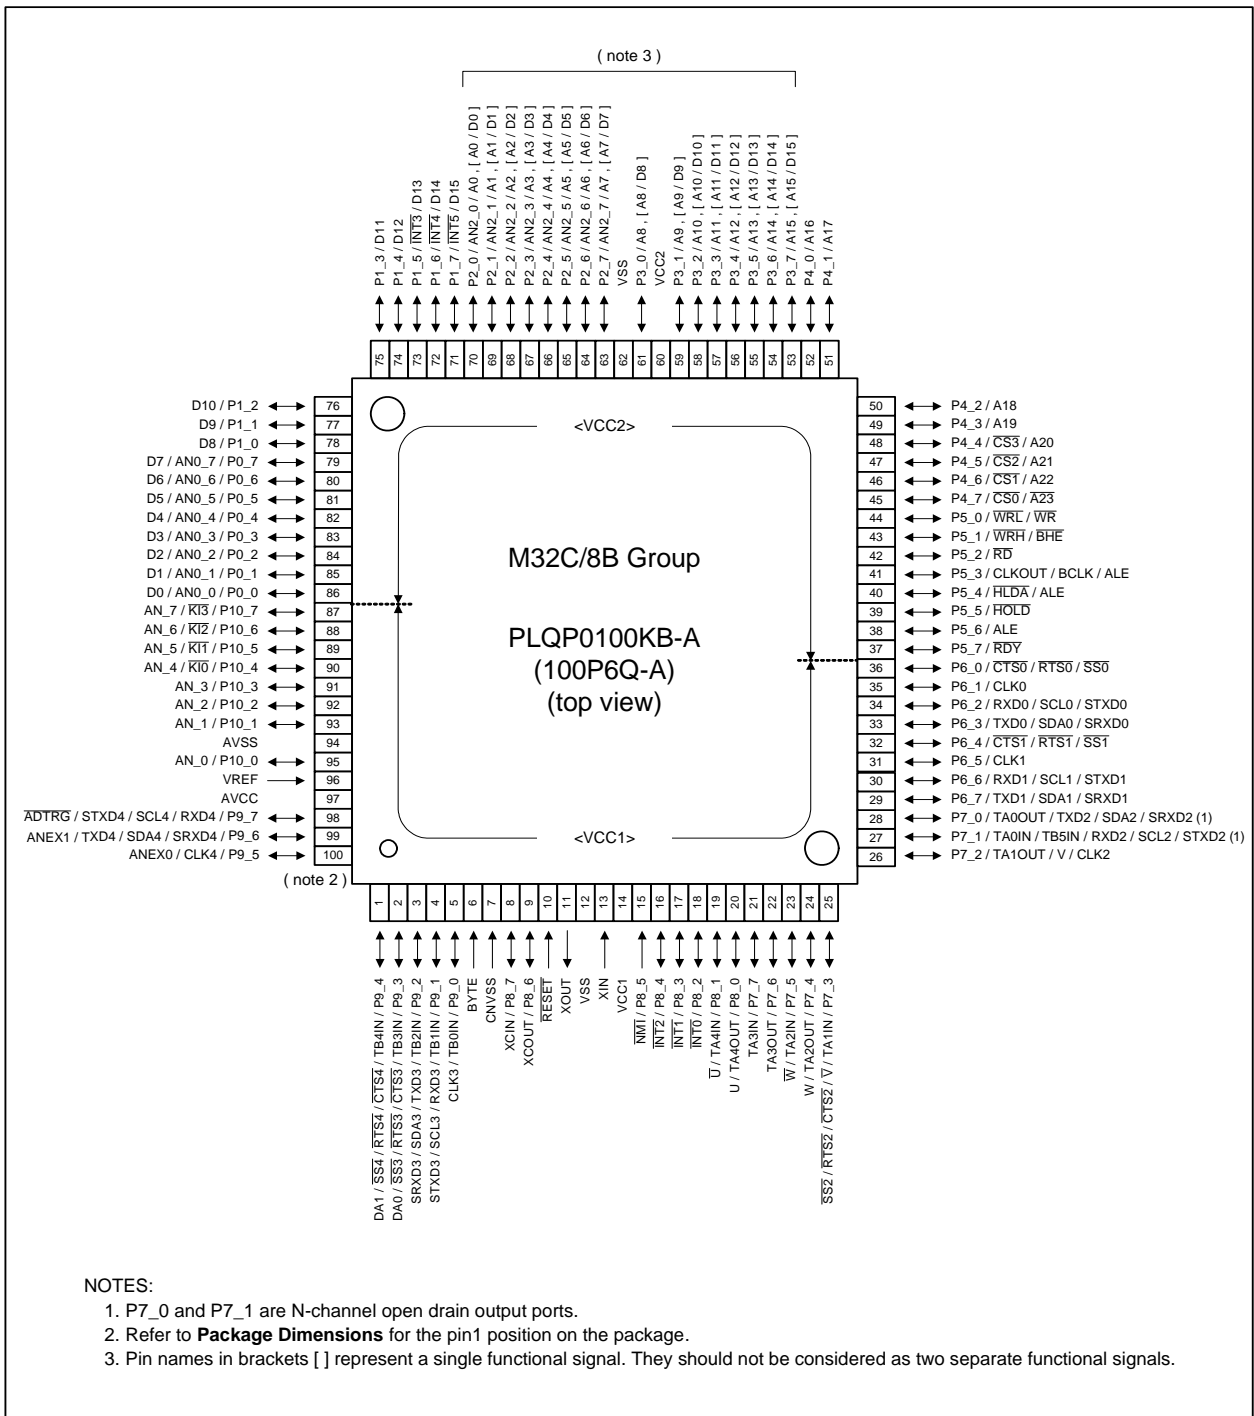 ( note 3 )
P1_3 / D11
P1_4 / D12
P1_5 / INT3 / D13
P1_6 / INT4 / D14
P1_7 / INT5 / D15
P2_0 / AN2_0 / A0 , [ A0 / D0 ]
P2_1 / AN2_1 / A1 , [ A1 / D1 ]
P2_2 / AN2_2 / A2 , [ A2 / D2 ]
P2_3 / AN2_3 / A3 , [ A3 / D3 ]
P2_4 / AN2_4 / A4 , [ A4 / D4 ]
P2_5 / AN2_5 / A5 , [ A5 / D5 ]
P2_6 / AN2_6 / A6 , [ A6 / D6 ]
P2_7 / AN2_7 / A7 , [ A7 / D7 ]
VSS
P3_0 / A8 , [ A8 / D8 ]
VCC2
P3_1 / A9 , [ A9 / D9 ]
P3_2 / A10 , [ A10 / D10 ]
P3_3 / A11 , [ A11 / D11 ]
P3_4 / A12 , [ A12 / D12 ]
P3_5 / A13 , [ A13 / D13 ]
P3_6 / A14 , [ A14 / D14 ]
P3_7 / A15 , [ A15 / D15 ]
P4_0 / A16
P4_1 / A17
75 74 73 72 71 70 69 68 67 66 65 64 63 62 61 60 59 58 57 56 55 54 53 52 51
D10 / P1_2 76
D9 / P1_1 77
D8 / P1_0 78
D7 / AN0_7 / P0_7 79
D6 / AN0_6 / P0_6 80
D5 / AN0_5 / P0_5 81
D4 / AN0_4 / P0_4 82
D3 / AN0_3 / P0_3 83
D2 / AN0_2 / P0_2 84
D1 / AN0_1 / P0_1 85
D0 / AN0_0 / P0_0 86
AN_7 / KI3 / P10_7 87
AN_6 / KI2 / P10_6 88
AN_5 / KI1 / P10_5 89
AN_4 / KI0 / P10_4 90
AN_3 / P10_3 91
AN_2 / P10_2 92
AN_1 / P10_1 93
AVSS 94
AN_0 / P10_0 95
VREF 96
AVCC 97
ADTRG / STXD4 / SCL4 / RXD4 / P9_7 98
ANEX1 / TXD4 / SDA4 / SRXD4 / P9_6 99
ANEX0 / CLK4 / P9_5 100
( note 2 )
<VCC2>
M32C/8B Group
PLQP0100KB-A
(100P6Q-A)
(top view)
<VCC1>
50 P4_2 / A18
49 P4_3 / A19
48 P4_4 / CS3 / A20
47 P4_5 / CS2 / A21
46 P4_6 / CS1 / A22
45 P4_7 / CS0 / A23
44 P5_0 / WRL / WR
43 P5_1 / WRH / BHE
42 P5_2 / RD
41 P5_3 / CLKOUT / BCLK / ALE
40 P5_4 / HLDA / ALE
39 P5_5 / HOLD
38 P5_6 / ALE
37 P5_7 / RDY
36 P6_0 / CTS0 / RTS0 / SS0
35 P6_1 / CLK0
34 P6_2 / RXD0 / SCL0 / STXD0
33 P6_3 / TXD0 / SDA0 / SRXD0
32 P6_4 / CTS1 / RTS1 / SS1
31 P6_5 / CLK1
30 P6_6 / RXD1 / SCL1 / STXD1
29 P6_7 / TXD1 / SDA1 / SRXD1
28 P7_0 / TA0OUT / TXD2 / SDA2 / SRXD2 (1)
27 P7_1 / TA0IN / TB5IN / RXD2 / SCL2 / STXD2 (1)
26 P7_2 / TA1OUT / V / CLK2
1 2 3 4 5 6 7 8 9 10 11 12 13 14 15 16 17 18 19 20 21 22 23 24 25
DA1 / SS4 / RTS4 / CTS4 / TB4IN / P9_4
DA0 / SS3 / RTS3 / CTS3 / TB3IN / P9_3
SRXD3 / SDA3 / TXD3 / TB2IN / P9_2
STXD3 / SCL3 / RXD3 / TB1IN / P9_1
CLK3 / TB0IN / P9_0
BYTE
CNVSS
XCIN / P8_7
XCOUT / P8_6
RESET
XOUT
VSS
XIN
VCC1
NMI / P8_5
INT2 / P8_4
INT1 / P8_3
INT0 / P8_2
U / TA4IN / P8_1
U / TA4OUT / P8_0
TA3IN / P7_7
TA3OUT / P7_6
W / TA2IN / P7_5
W / TA2OUT / P7_4
SS2 / RTS2 / CTS2 / V / TA1IN / P7_3
NOTES:
1. P7_0 and P7_1 are N-channel open drain output ports.
2. Refer to Package Dimensions for the pin1 position on the package.
3. Pin names in brackets [ ] represent a single functional signal. They should not be considered as two separate functional signals.